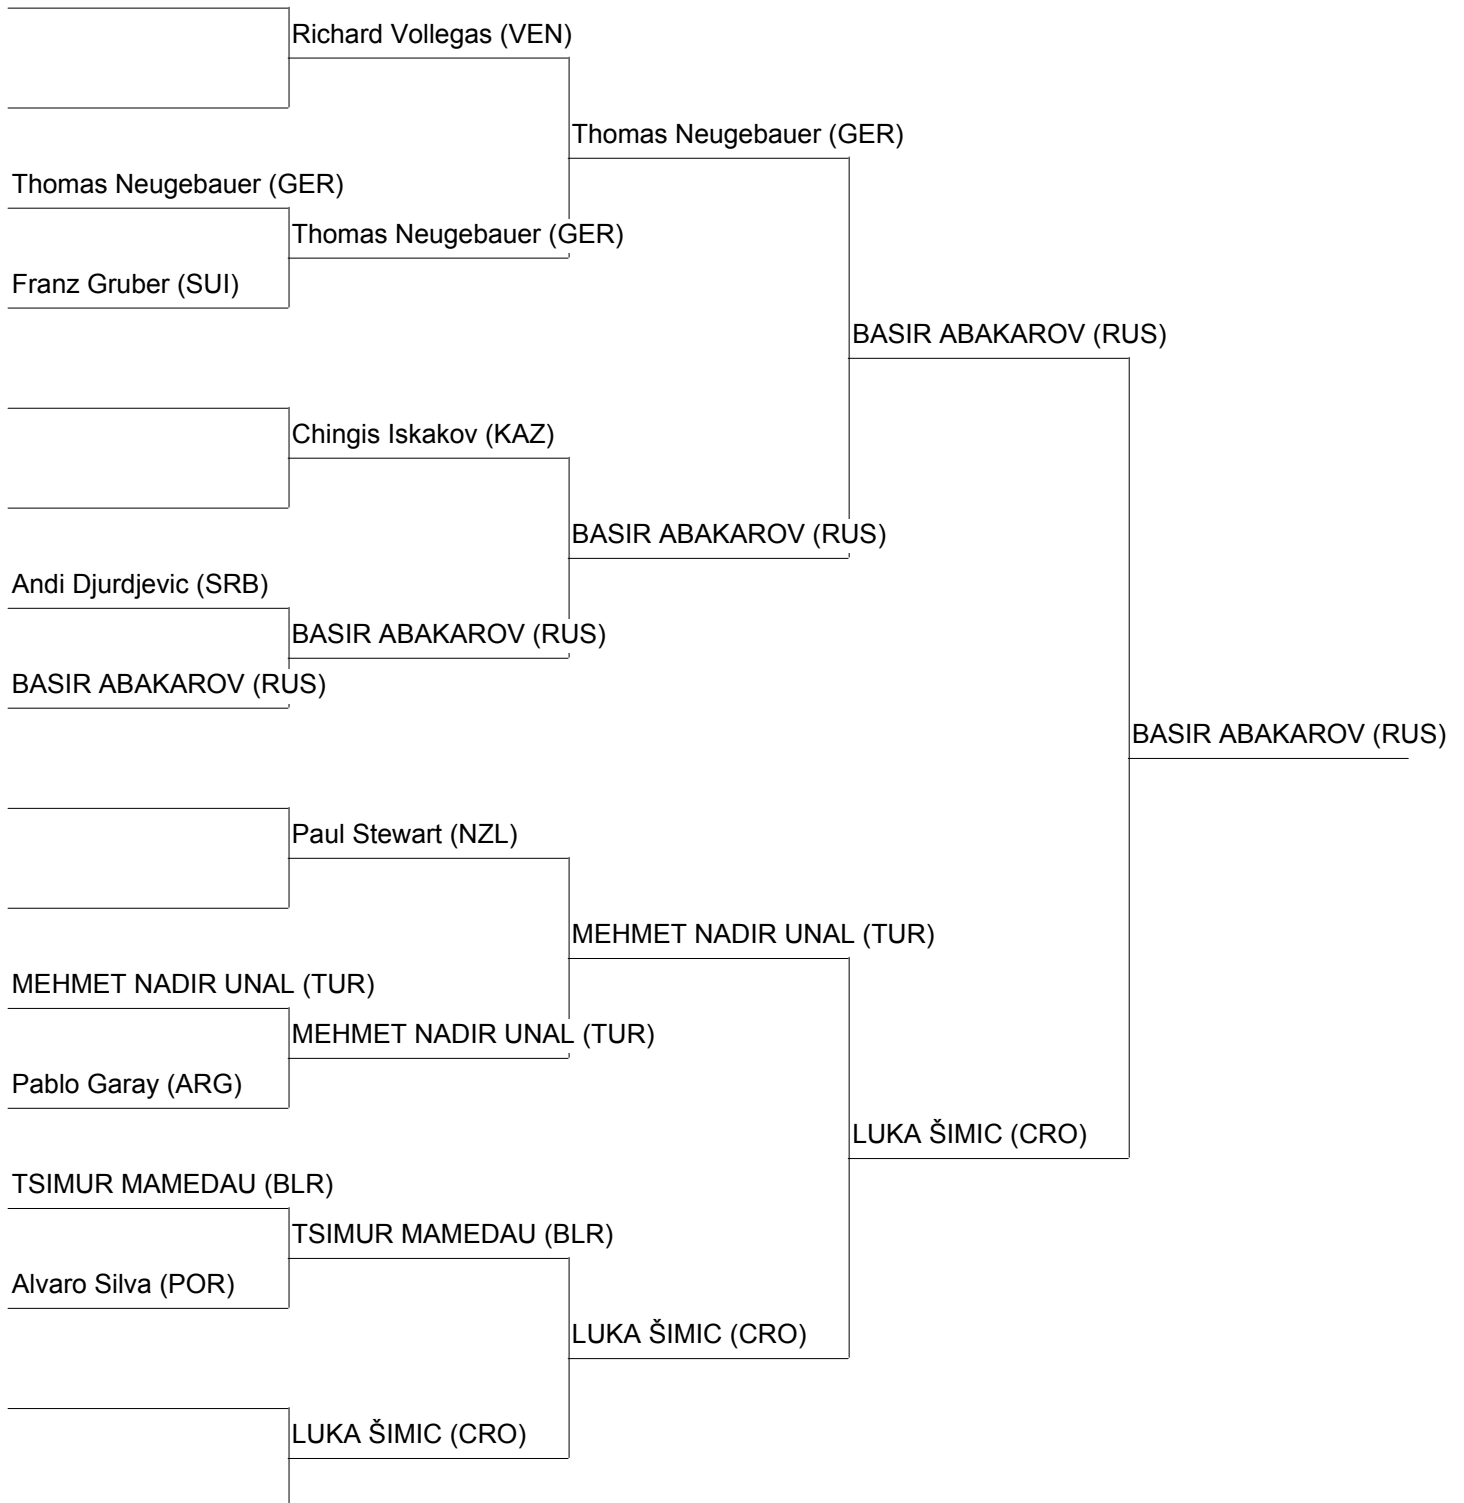 Richard Vollegas (VEN)
Thomas Neugebauer (GER)
Thomas Neugebauer (GER)
Thomas Neugebauer (GER)
Franz Gruber (SUI)
BASIR ABAKAROV (RUS)
Chingis Iskakov (KAZ)
BASIR ABAKAROV (RUS)
Andi Djurdjevic (SRB)
BASIR ABAKAROV (RUS)
BASIR ABAKAROV (RUS)
BASIR ABAKAROV (RUS)
Paul Stewart (NZL)
MEHMET NADIR UNAL (TUR)
MEHMET NADIR UNAL (TUR)
MEHMET NADIR UNAL (TUR)
Pablo Garay (ARG)
LUKA ŠIMIC (CRO)
TSIMUR MAMEDAU (BLR)
TSIMUR MAMEDAU (BLR)
Alvaro Silva (POR)
LUKA ŠIMIC (CRO)
LUKA ŠIMIC (CRO)